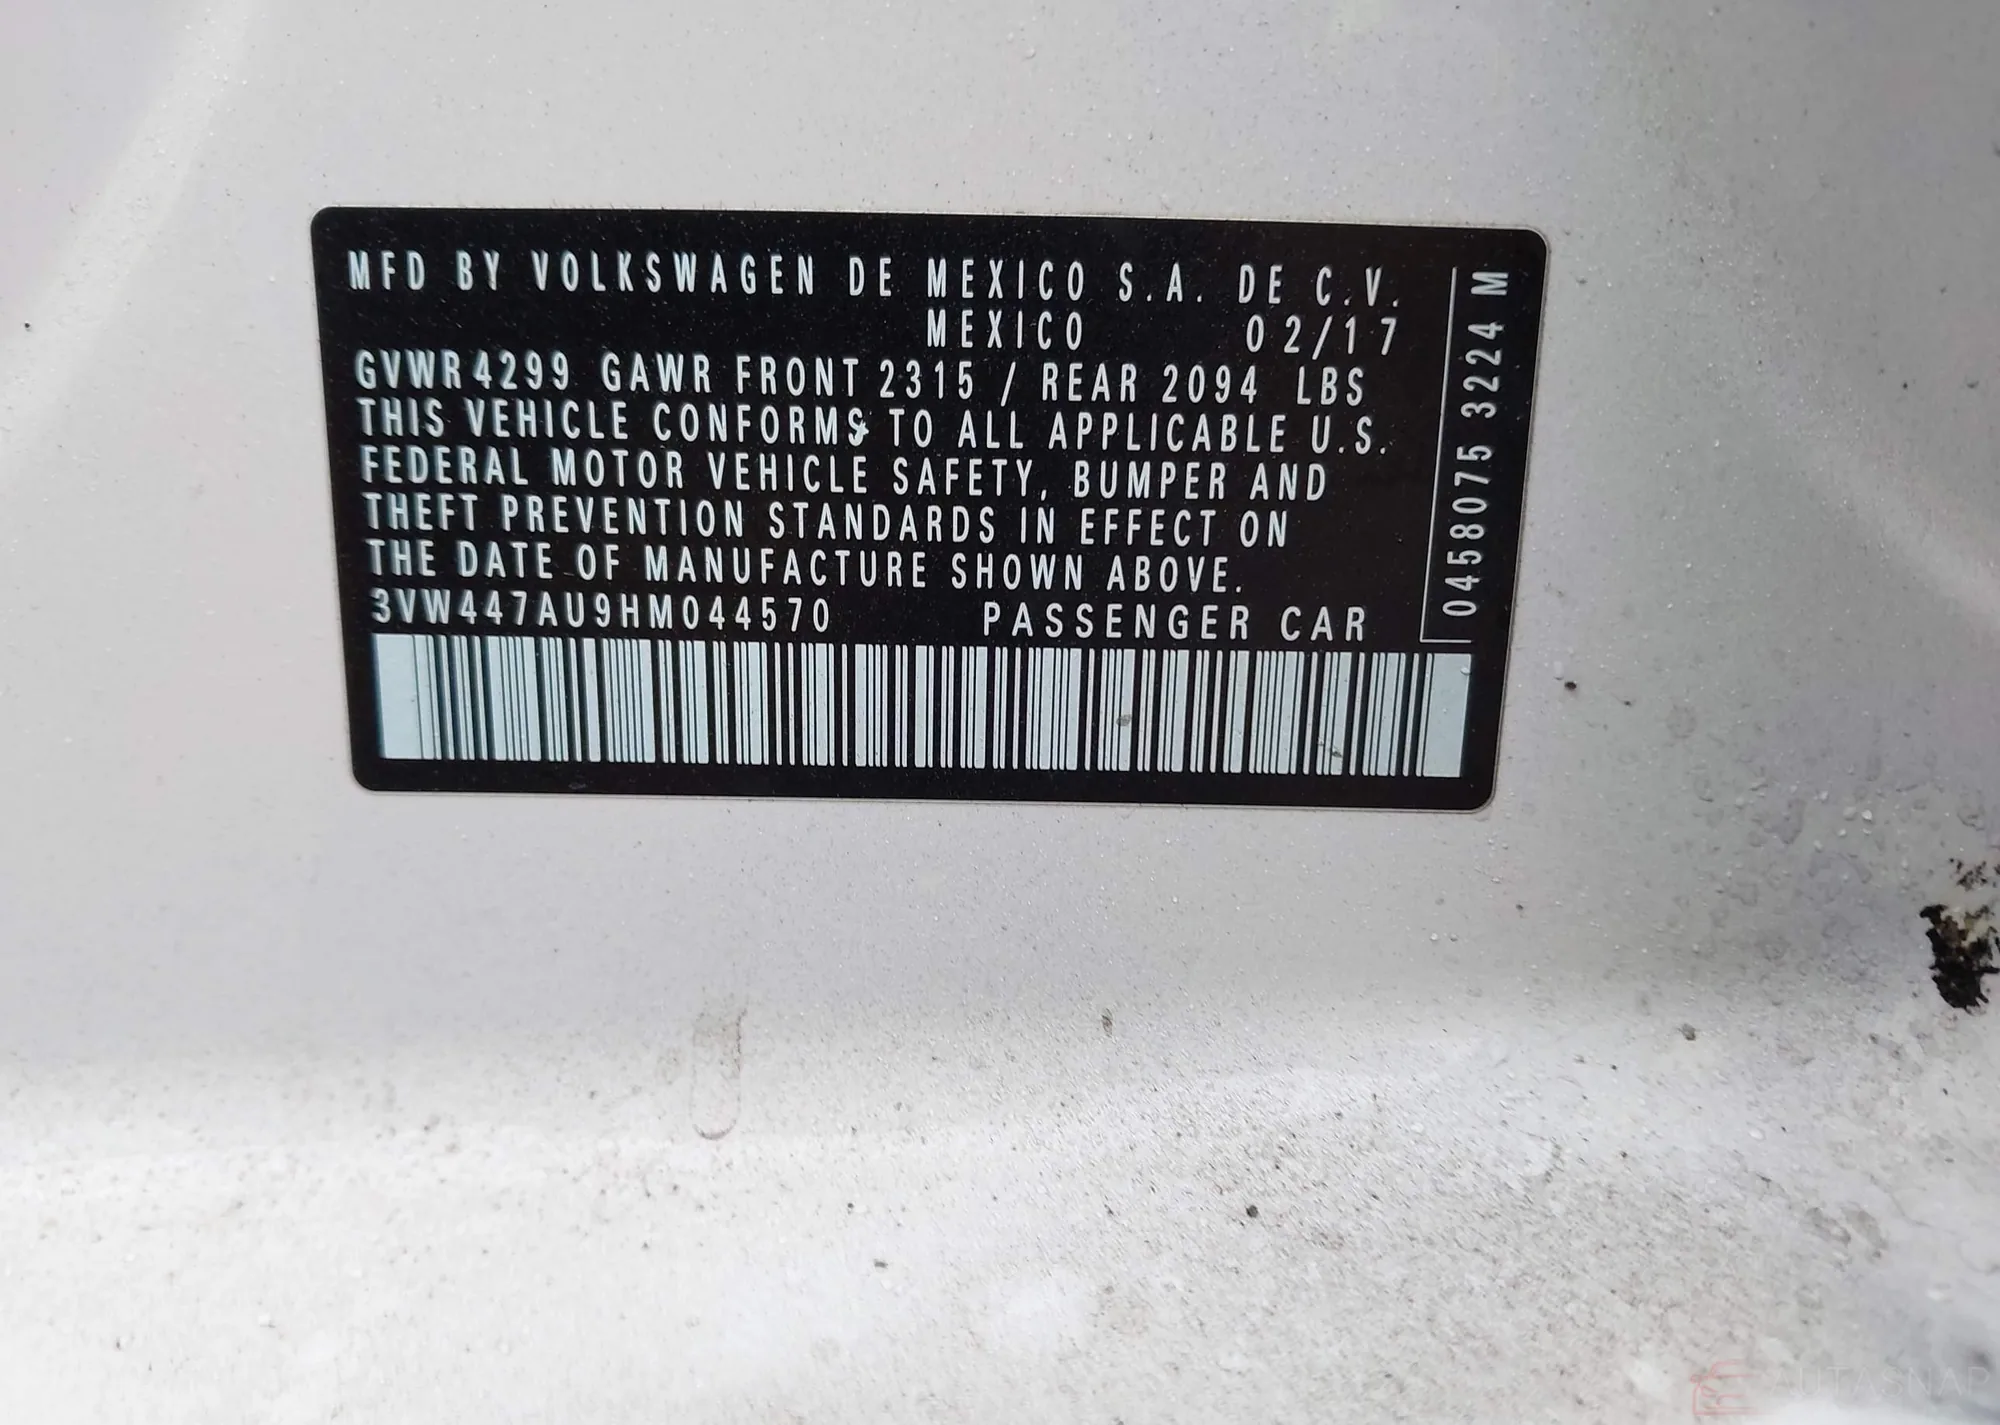 MFD BY VOLKSWAGEN DE MEXICO S.A. DE C.V.
MEXICO 02/17
GVWR 4299 GAWR FRONT 2315 / REAR 2094 LBS
THIS VEHICLE CONFORMS TO ALL APPLICABLE U.S.
FEDERAL MOTOR VEHICLE SAFETY, BUMPER AND
THEFT PREVENTION STANDARDS IN EFFECT ON
THE DATE OF MANUFACTURE SHOWN ABOVE.
3VW447AU9HM044570 PASSENGER CAR
0458075 3224 M